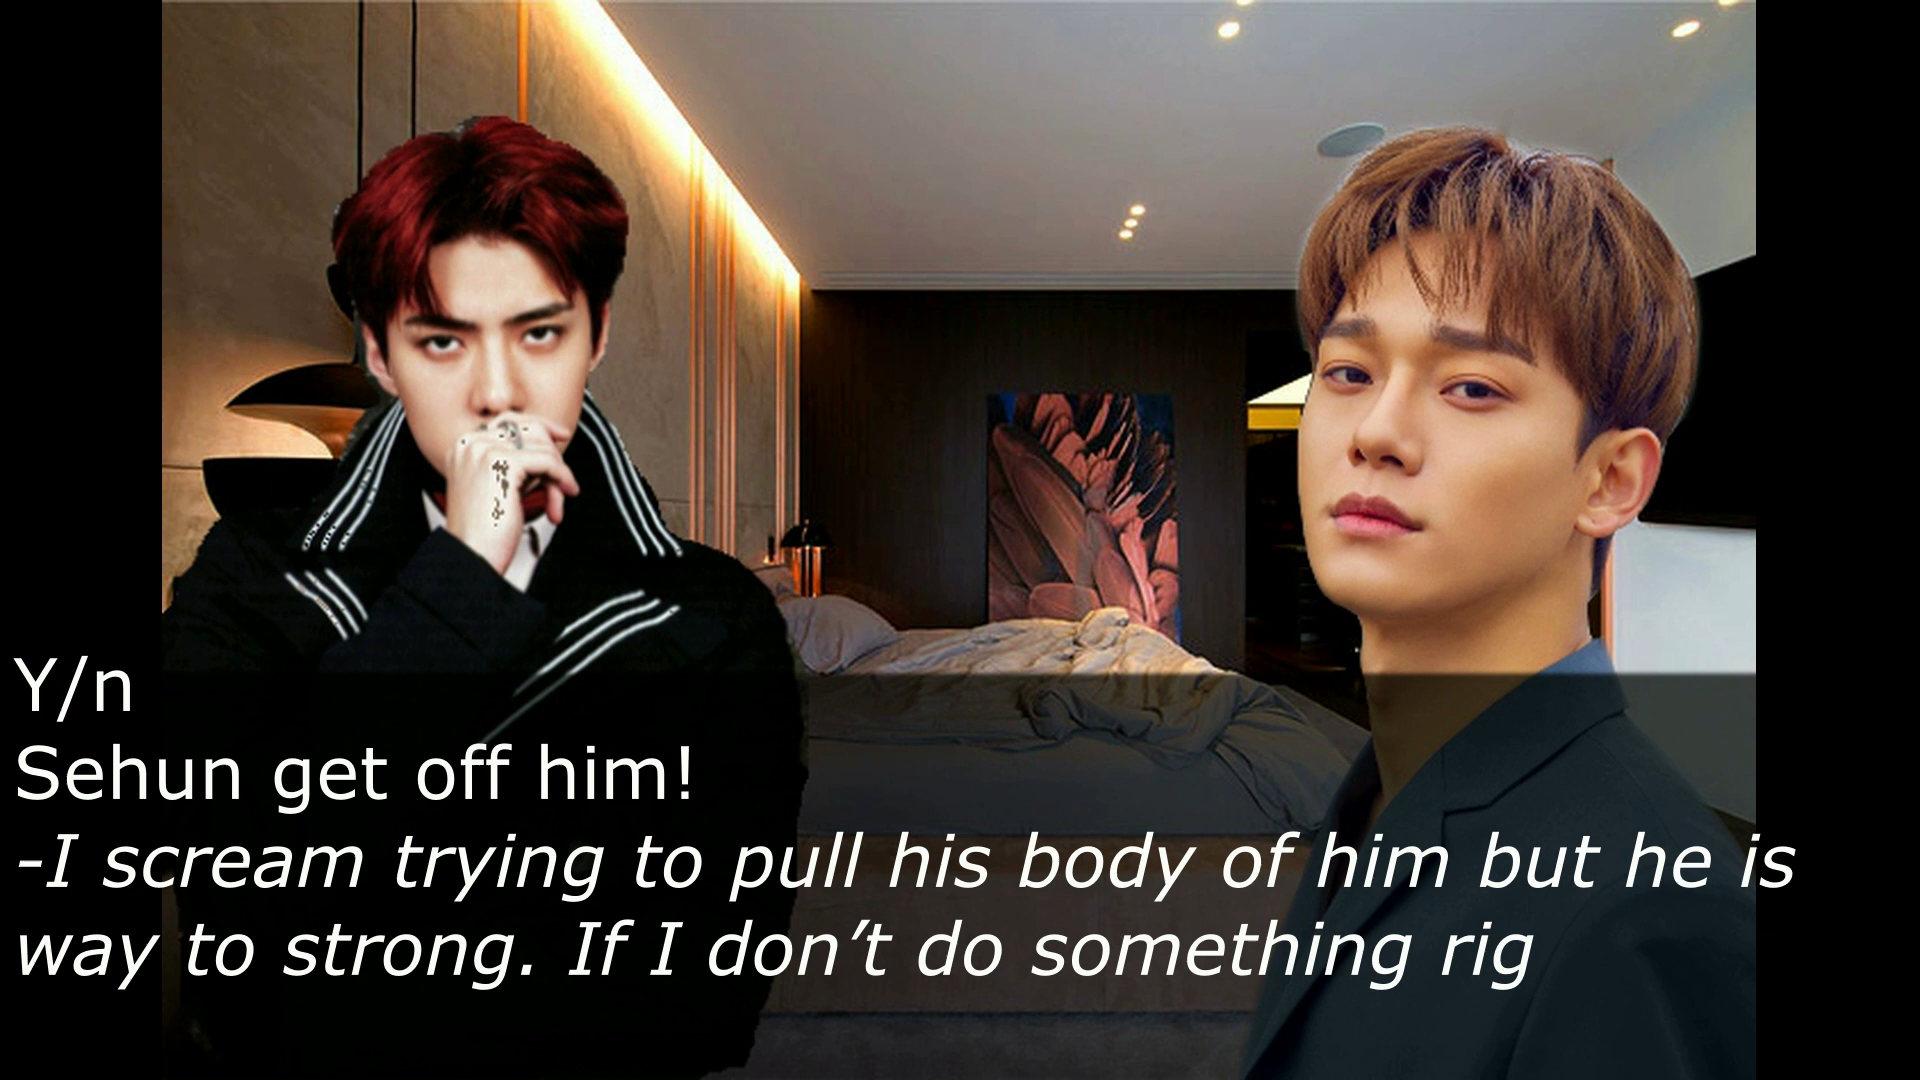 Y/n
Sehun get off him!
-I scream trying to pull his body of him but he is
way to strong. If I don’t do something rig